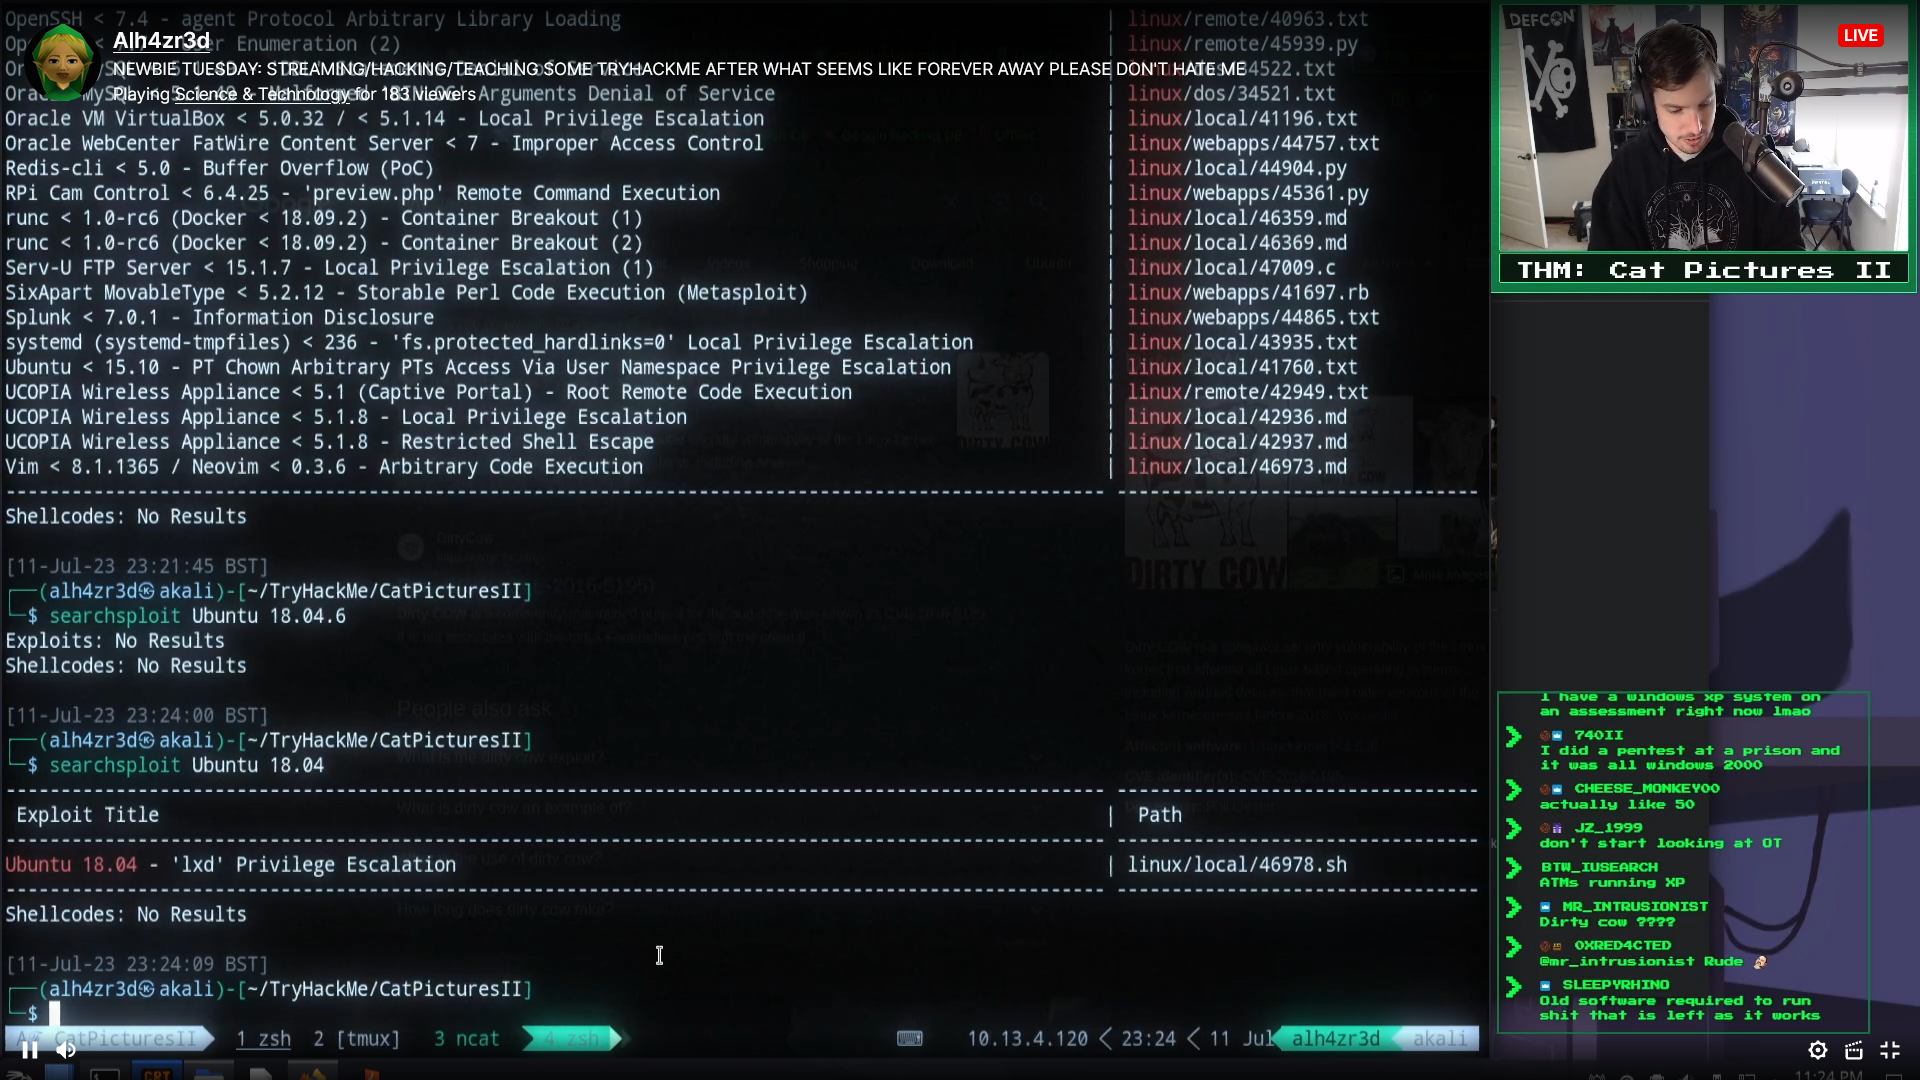 OpenSSH < 7.4 - agent Protocol Arbitrary Library Loading | linux/remote/40963.txt
User Enumeration (2) | linux/remote/45939.py
Alh4zr3d
LIVE
DEFCON
NEWBIE TUESDAY: STREAMING/HACKING/TEACHING SOME TRYHACKME AFTER WHAT SEEMS LIKE FOREVER AWAY PLEASE DON'T HATE ME
34522.txt
Playing Science & Technology for 183 viewers
Arguments Denial of Service | linux/dos/34521.txt
Oracle VM VirtualBox < 5.0.32 / < 5.1.14 - Local Privilege Escalation | linux/local/41196.txt
Oracle WebCenter FatWire Content Server < 7 - Improper Access Control | linux/webapps/44757.txt
Redis-cli < 5.0 - Buffer Overflow (PoC) | linux/local/44904.py
RPi Cam Control < 6.4.25 - 'preview.php' Remote Command Execution | linux/webapps/45361.py
runc < 1.0-rc6 (Docker < 18.09.2) - Container Breakout (1) | linux/local/46359.md
runc < 1.0-rc6 (Docker < 18.09.2) - Container Breakout (2) | linux/local/46369.md
Serv-U FTP Server < 15.1.7 - Local Privilege Escalation (1) | linux/local/47009.c
SixApart MovableType < 5.2.12 - Storable Perl Code Execution (Metasploit) | linux/webapps/41697.rb
Splunk < 7.0.1 - Information Disclosure | linux/webapps/44865.txt
systemd (systemd-tmpfiles) < 236 - 'fs.protected_hardlinks=0' Local Privilege Escalation | linux/local/43935.txt
Ubuntu < 15.10 - PT Chown Arbitrary PTs Access Via User Namespace Privilege Escalation | linux/local/41760.txt
UCOPIA Wireless Appliance < 5.1 (Captive Portal) - Root Remote Code Execution | linux/remote/42949.txt
UCOPIA Wireless Appliance < 5.1.8 - Local Privilege Escalation | linux/local/42936.md
UCOPIA Wireless Appliance < 5.1.8 - Restricted Shell Escape | linux/local/42937.md
Vim < 8.1.1365 / Neovim < 0.3.6 - Arbitrary Code Execution | linux/local/46973.md
Shellcodes: No Results
DirtyCow
DIRTY COW
[11-Jul-23 23:21:45 BST]
(alh4zr3d㉿akali)-[~/TryHackMe/CatPicturesII]
$ searchsploit Ubuntu 18.04.6
Exploits: No Results
Shellcodes: No Results
People also ask
[11-Jul-23 23:24:00 BST]
(alh4zr3d㉿akali)-[~/TryHackMe/CatPicturesII]
$ searchsploit Ubuntu 18.04
Exploit Title | Path
Ubuntu 18.04 - 'lxd' Privilege Escalation | linux/local/46978.sh
Shellcodes: No Results
[11-Jul-23 23:24:09 BST]
(alh4zr3d㉿akali)-[~/TryHackMe/CatPicturesII]
$
CatPicturesII 1 zsh 2 [tmux] 3 ncat 4 zsh 10.13.4.120 < 23:24 < 11 Jul alh4zr3d akali
THM: Cat Pictures II
I have a windows xp system on
an assessment right now lmao
740II
I did a pentest at a prison and
it was all windows 2000
CHEESE_MONKEY00
actually like 50
JZ_1999
don't start looking at OT
BTW_IUSEARCH
ATMs running XP
MR_INTRUSIONIST
Dirty cow ????
0XRED4CTED
@mr_intrusionist Rude
SLEEPYRHINO
Old software required to run
shit that is left as it works
11:24 PM